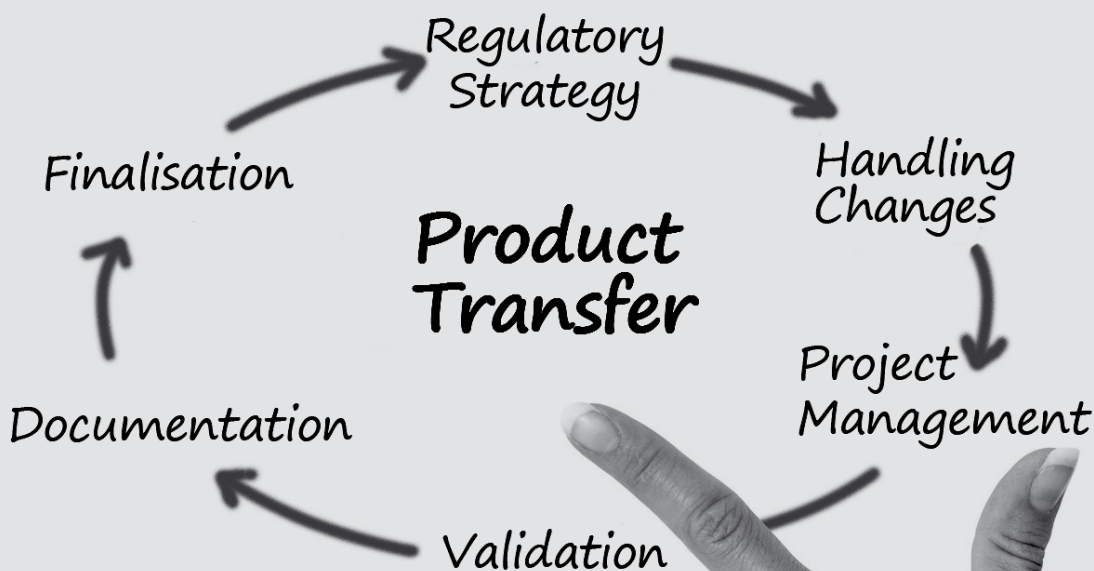 Regulatory
Strategy
Handling
Changes
Project
Management
Validation
Documentation
Finalisation
Product
Transfer